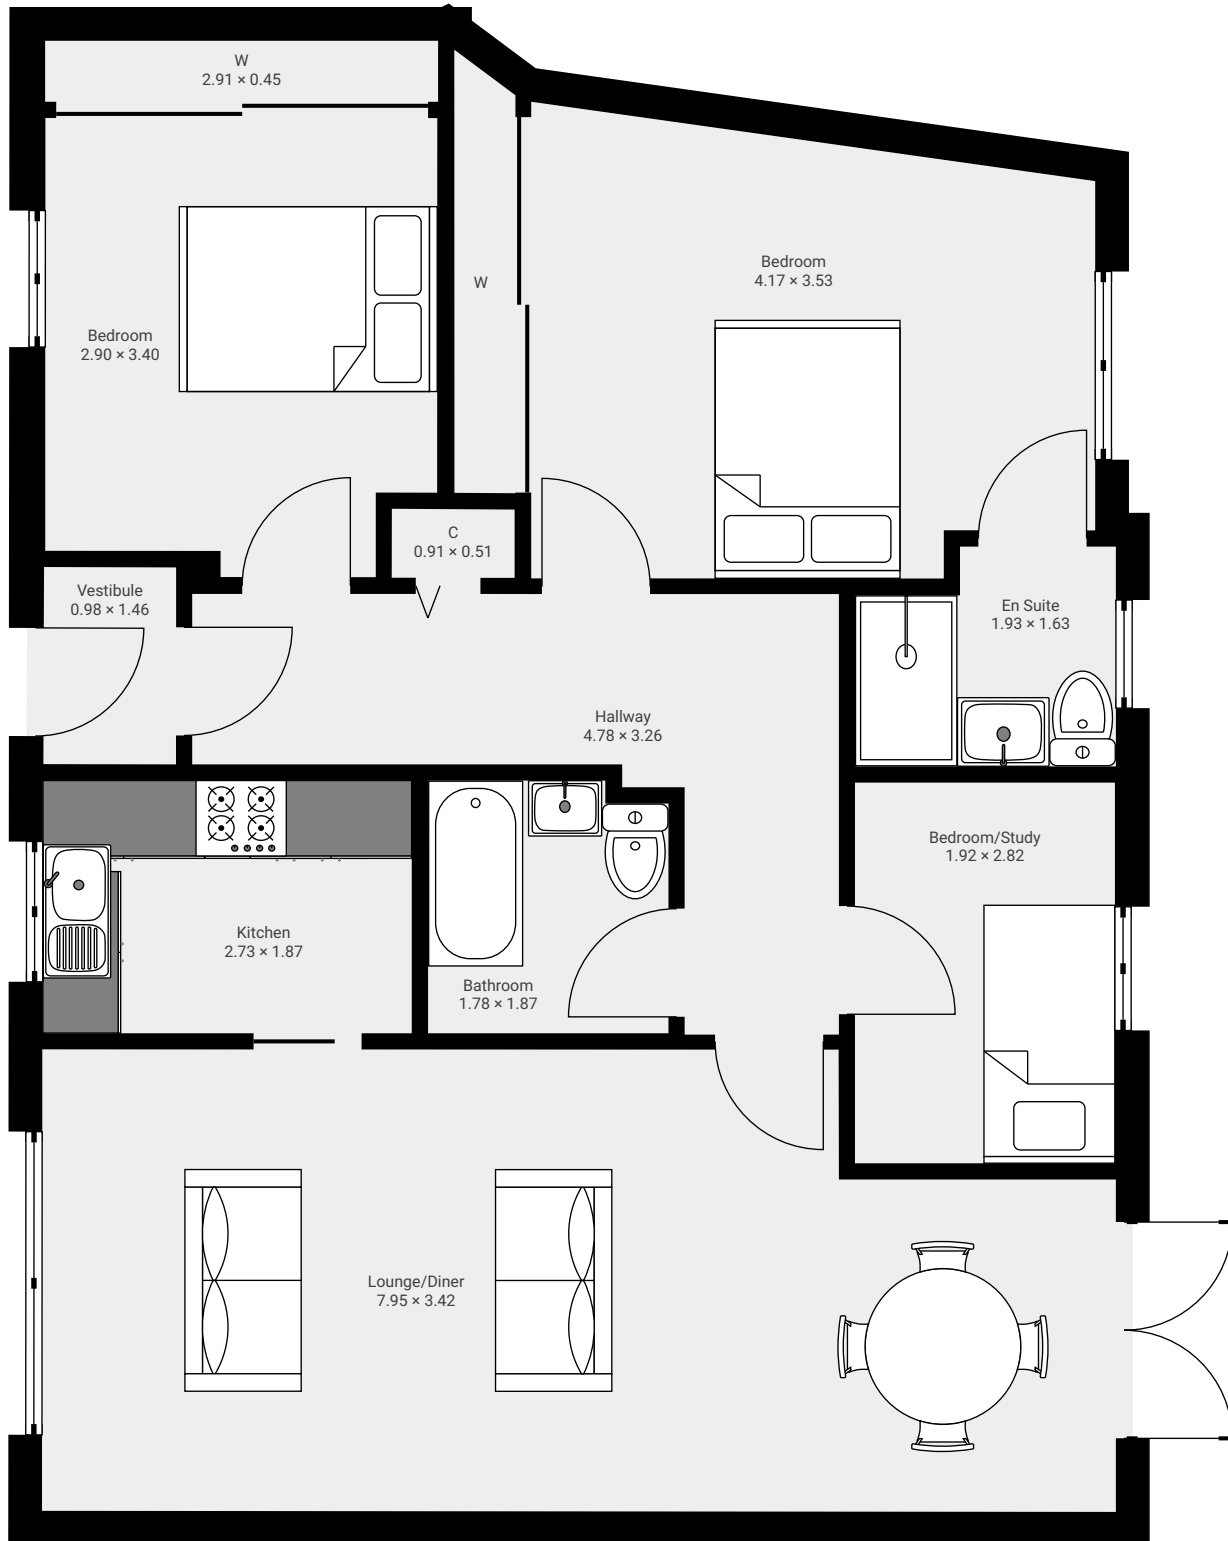 W
2.91 × 0.45
Bedroom
4.17 × 3.53
W
Bedroom
2.90 × 3.40
C
0.91 × 0.51
Vestibule
0.98 × 1.46
En Suite
1.93 × 1.63
Hallway
4.78 × 3.26
Bedroom/Study
1.92 × 2.82
Kitchen
2.73 × 1.87
Bathroom
1.78 × 1.87
Lounge/Diner
7.95 × 3.42